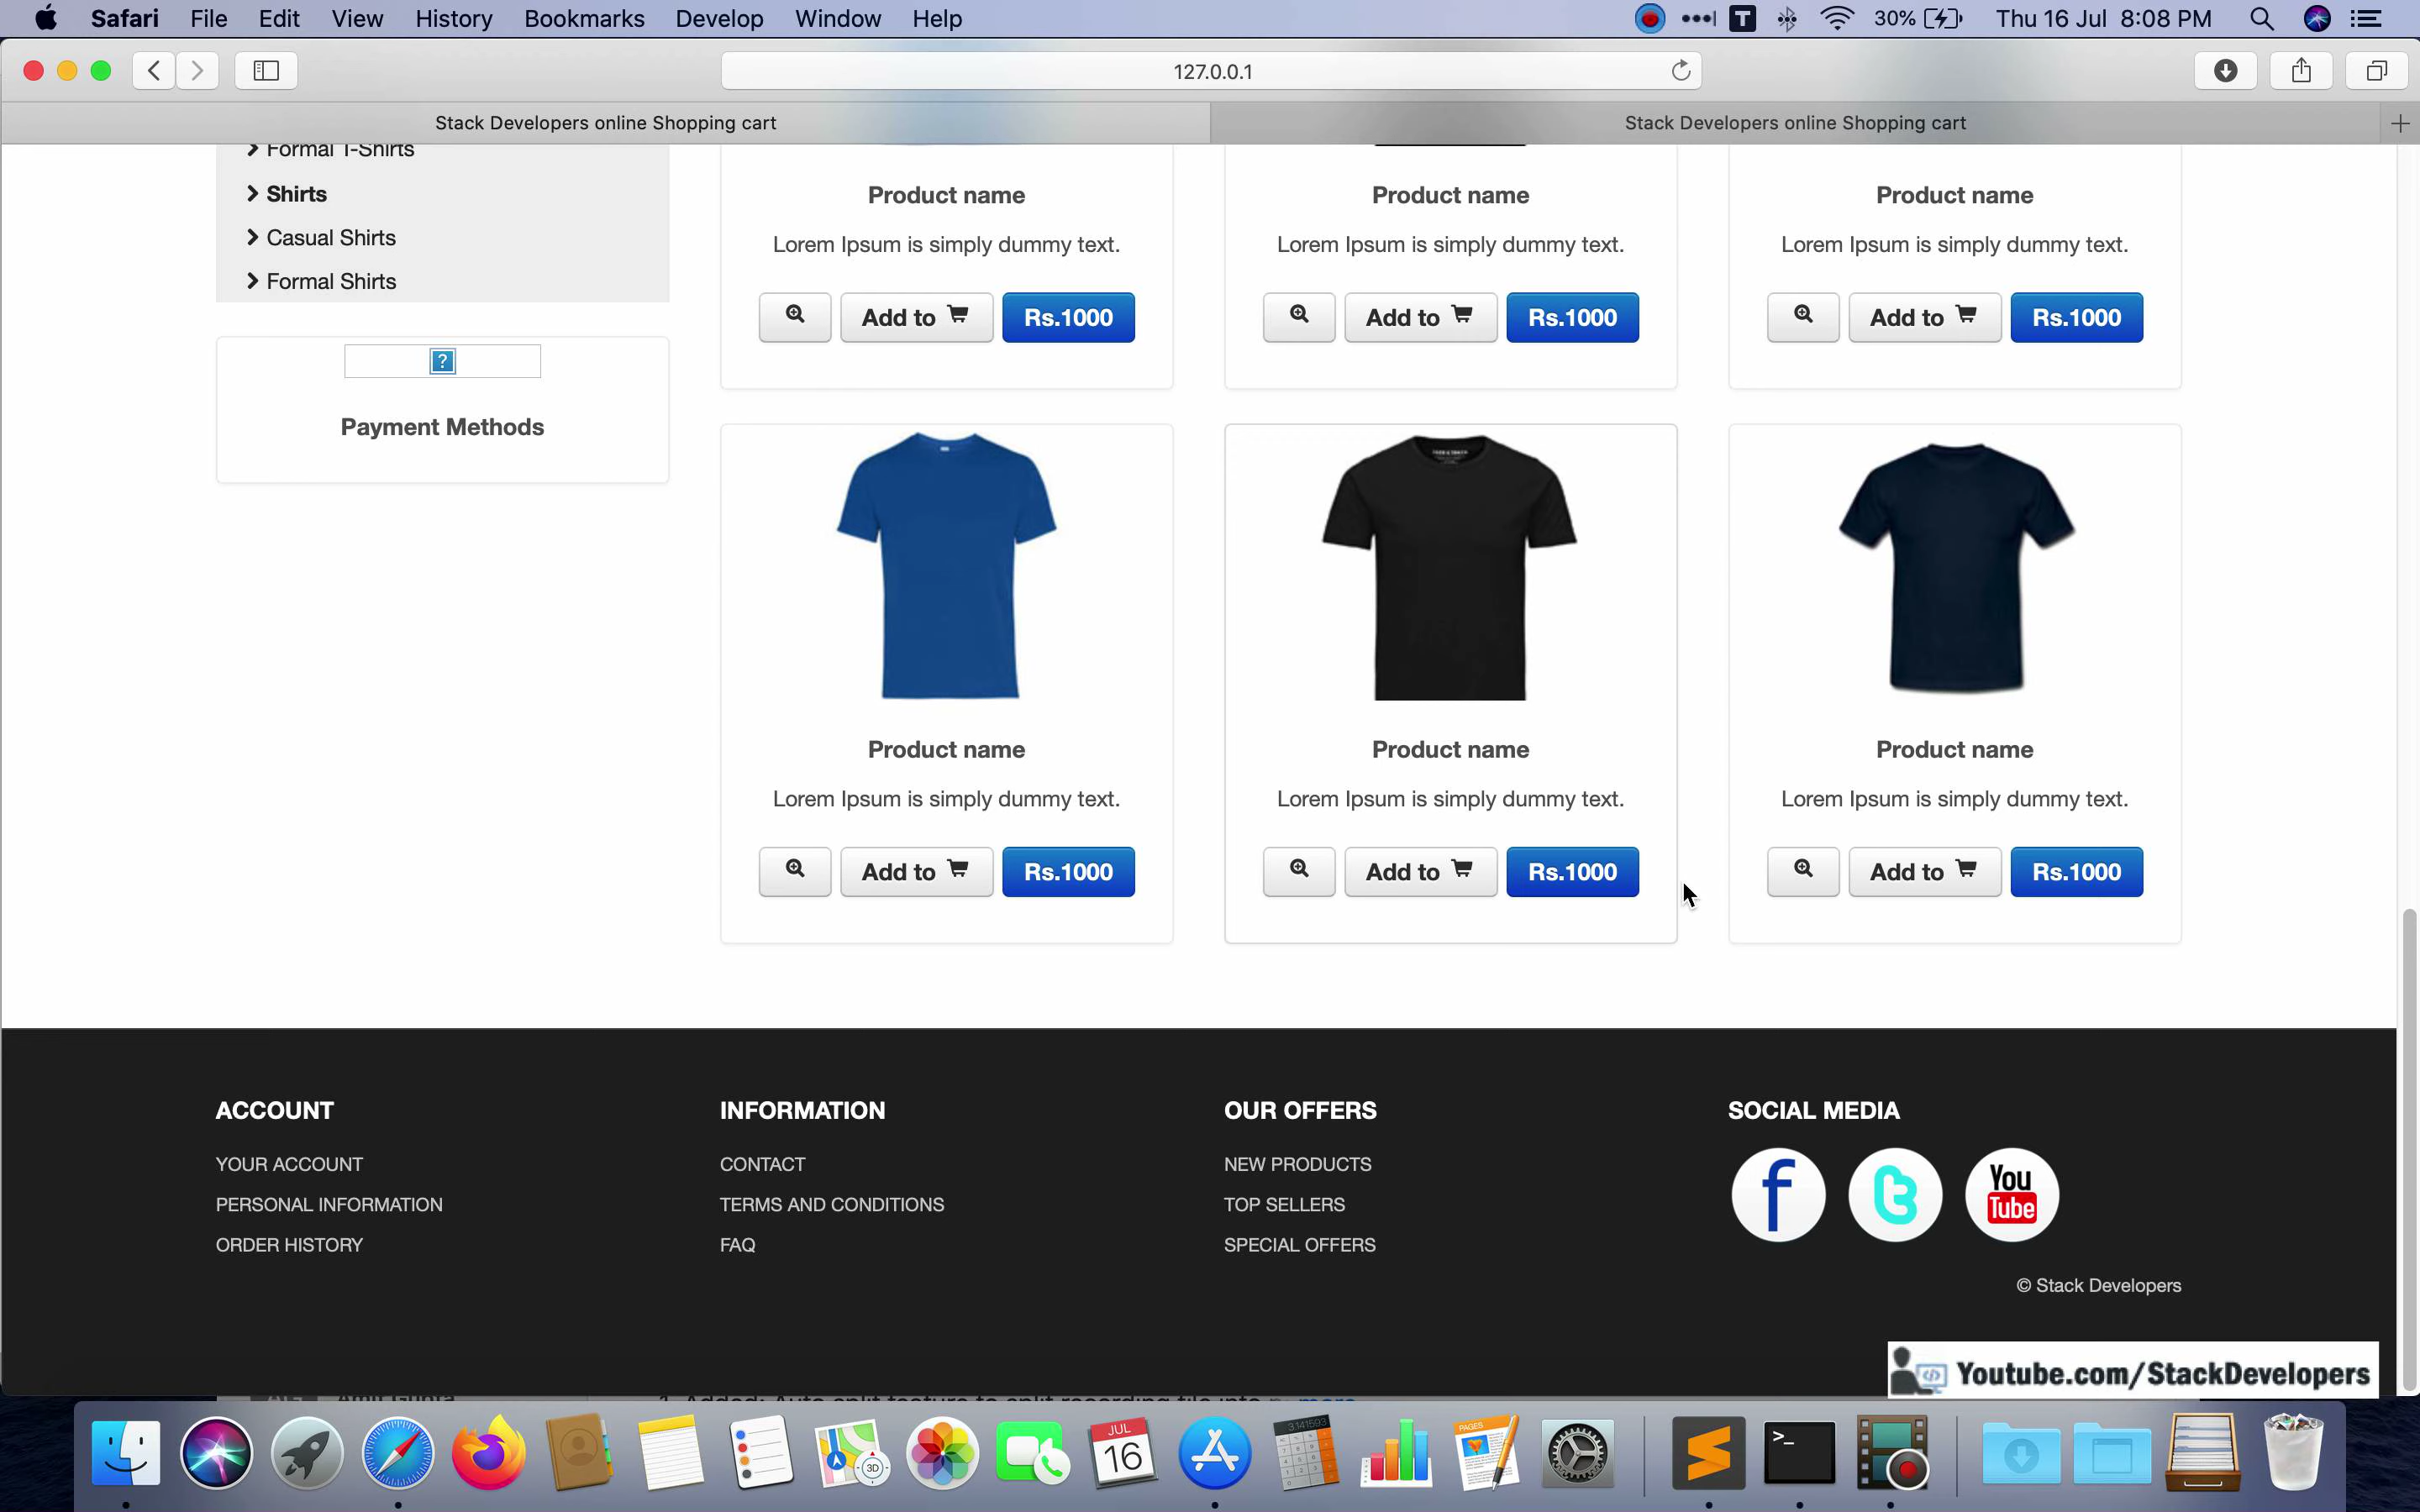 Safari File Edit View History Bookmarks Develop Window Help
T 30% Thu 16 Jul 8:08 PM
127.0.0.1
Stack Developers online Shopping cart
Stack Developers online Shopping cart
Formal T-Shirts
Shirts
Casual Shirts
Formal Shirts
?
Payment Methods
Product name Product name Product name
Lorem Ipsum is simply dummy text. Lorem Ipsum is simply dummy text. Lorem Ipsum is simply dummy text.
Add to Rs.1000 Add to Rs.1000 Add to Rs.1000
Product name Product name Product name
Lorem Ipsum is simply dummy text. Lorem Ipsum is simply dummy text. Lorem Ipsum is simply dummy text.
Add to Rs.1000 Add to Rs.1000 Add to Rs.1000
ACCOUNT
YOUR ACCOUNT
PERSONAL INFORMATION
ORDER HISTORY
INFORMATION
CONTACT
TERMS AND CONDITIONS
FAQ
OUR OFFERS
NEW PRODUCTS
TOP SELLERS
SPECIAL OFFERS
SOCIAL MEDIA
f
t
You
Tube
© Stack Developers
Youtube.com/StackDevelopers
3D
JUL
16
3.141593
PAGES
>_